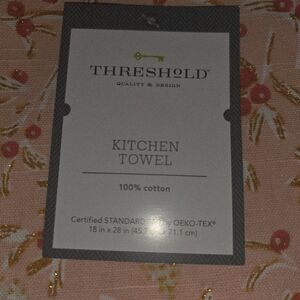 THRESHOLD
QUALITY & DESIGN
KITCHEN
TOWEL
100% cotton
Certified STANDARD by OEKO-TEX®
18 in x 28 in (45.7 71.1 cm)